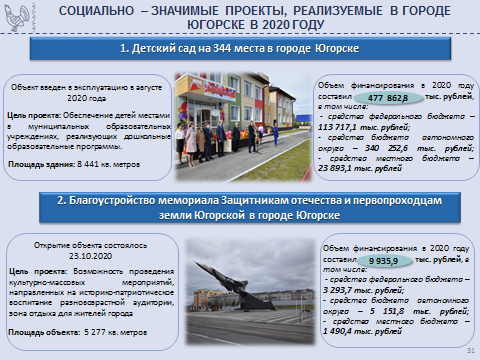 СОЦИАЛЬНО – ЗНАЧИМЫЕ ПРОЕКТЫ, РЕАЛИЗУЕМЫЕ В ГОРОДЕ
ЮГОРСКЕ В 2020 ГОДУ
1. Детский сад на 344 места в городе Югорске
Объект введен в эксплуатацию в августе
2020 года
Цель проекта: Обеспечение детей местами
в муниципальных образовательных
учреждениях, реализующих дошкольные
образовательные программы.
Площадь здания: 8 441 кв. метров
Объем финансирования в 2020 году
составил 477 862,8 тыс. рублей,
в том числе:
- средства федерального бюджета –
113 717,1 тыс. рублей;
- средства бюджета автономного
округа – 340 252,6 тыс. рублей;
- средства местного бюджета –
23 893,1 тыс. рублей
2. Благоустройство мемориала Защитникам отечества и первопроходцам
земли Югорской в городе Югорске
Открытие объекта состоялось
23.10.2020
Цель проекта: Возможность проведения
культурно-массовых мероприятий,
направленных на историко-патриотическое
воспитание разновозрастной аудитории,
зона отдыха для жителей города
Площадь объекта: 5 277 кв. метров
Объем финансирования в 2020 году
составил 9 935,9 тыс. рублей, в
том числе:
- средства федерального бюджета –
3 293,7 тыс. рублей;
- средства бюджета автономного
округа – 5 151,8 тыс. рублей;
- средства местного бюджета –
1 490,4 тыс. рублей
31